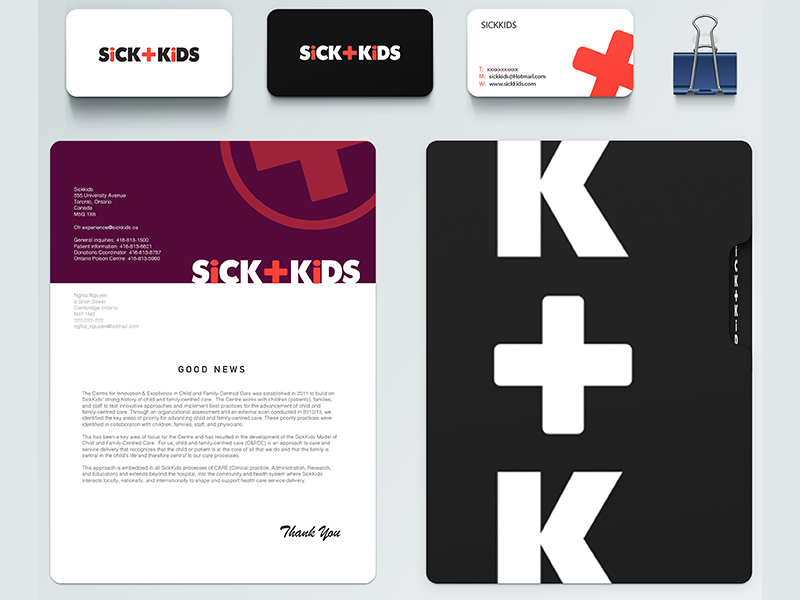 SiCK+KiDS
SiCK+KiDS
SICKKIDS
T: xxxxxxxxxx
M: sickkids@Hotmail.com
W: www.sickkids.com
Sickkids
555 University Avenue
Toronto, Ontario
Canada
M5G 1X8
Cfr.experience@sickkids.ca
General inquiries: 416-813-1500
Patient information: 416-813-6621
Donations Coordinator 416-813-6787
Ontario Poison Centre: 416-813-5900
SiCK+KiDS
Nghia Nguyen
Cambridge ontario
222-222-222
nghia_nguyen@hotmail.com
GOOD NEWS
The Centre for Innovation & Excellence in Child and Family-Centred Care was established in 2011 to build on
SickKids' strong history of child and family-centred care. The Centre works with children (patients), families,
and staff to test innovative approaches and implement best practices for the advancement of child and
family-centred care. Through an organizational assessment and an external scan conducted in 2012/13, we
identified the key areas of priority for advancing child and family-centred care. These priority practices were
identified in collaboration with children, families, staff, and physicians.
This has been a key area of focus for the Centre and has resulted in the development of the SickKids Model of
Child and Family-Centred Care. For us, child and family-centred care (C&FCC) is an approach to care and
service delivery that recognizes that the child or patient is at the core of all that we do and that the family is
central in the child's life and therefore central to our care processes.
This approach is embedded in all SickKids processes of CARE (Clinical practice, Administration, Research,
and Education) and extends beyond the hospital, into the community and health system where SickKids
interacts locally, nationally, and internationally to shape and support health care service delivery.
Thank You
K
+
K
SiCK+KiDS